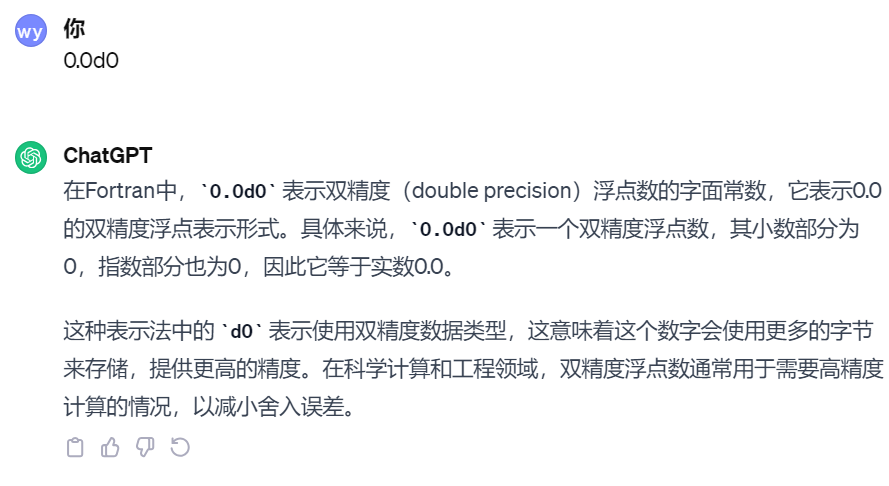 wy
你
0.0d0
ChatGPT
在Fortran中，`0.0d0` 表示双精度（double precision）浮点数的字面常数，它表示0.0
的双精度浮点表示形式。具体来说，`0.0d0` 表示一个双精度浮点数，其小数部分为
0，指数部分也为0，因此它等于实数0.0。
这种表示法中的 `d0` 表示使用双精度数据类型，这意味着这个数字会使用更多的字节
来存储，提供更高的精度。在科学计算和工程领域，双精度浮点数通常用于需要高精度
计算的情况，以减小舍入误差。